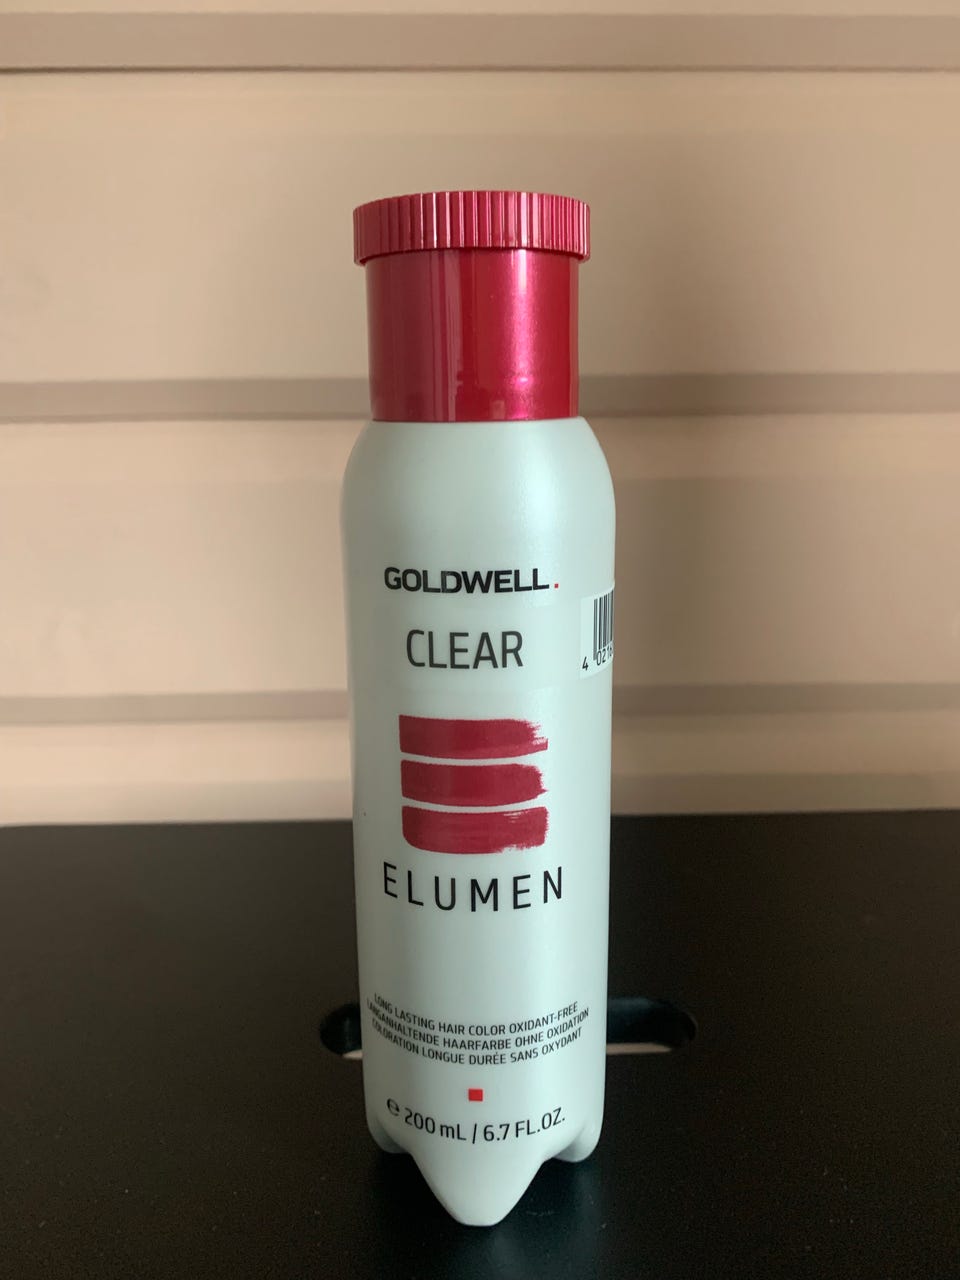 GOLDWELL.
CLEAR
ELUMEN
LONG LASTING HAIR COLOR OXIDANT-FREE
LANGANHALTENDE HAARFARBE OHNE OXIDATION
COLORATION LONGUE DURÉE SANS OXYDANT
e 200 mL / 6.7 FL.OZ.